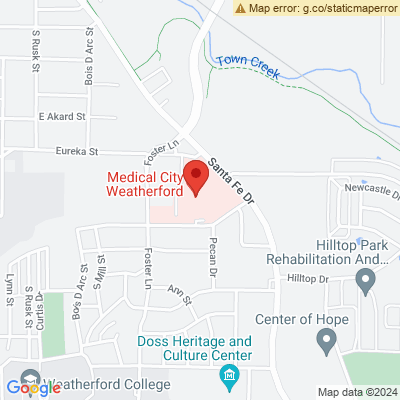 Map error: g.co/staticmaperror
S Rusk St
Bois D Arc St
Town Creek
E Akard St
Foster Ln
Eureka St
Santa Fe Dr
Medical City
Weatherford
Newcastle Dr
Hilltop Park
Rehabilitation And...
Pecan Dr
Hilltop Dr
Lynn St
S Rusk St
Curtis Dr
Bois D Arc St
S Mill St
Foster Ln
Arvn St
Center of Hope
Doss Heritage and
Culture Center
Weatherford College
Google
Map data ©2024